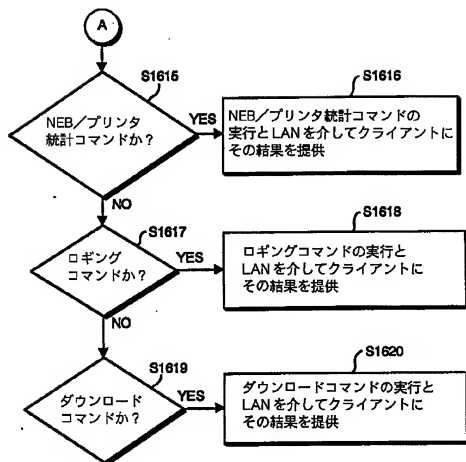 A
S1615
NEB／プリンタ
統計コマンドか？
YES
NO
S1616
NEB／プリンタ統計コマンドの
実行とLANを介してクライアントに
その結果を提供
S1617
ロギング
コマンドか？
YES
NO
S1618
ロギングコマンドの実行と
LANを介してクライアントに
その結果を提供
S1619
ダウンロード
コマンドか？
YES
S1620
ダウンロードコマンドの実行と
LANを介してクライアントに
その結果を提供